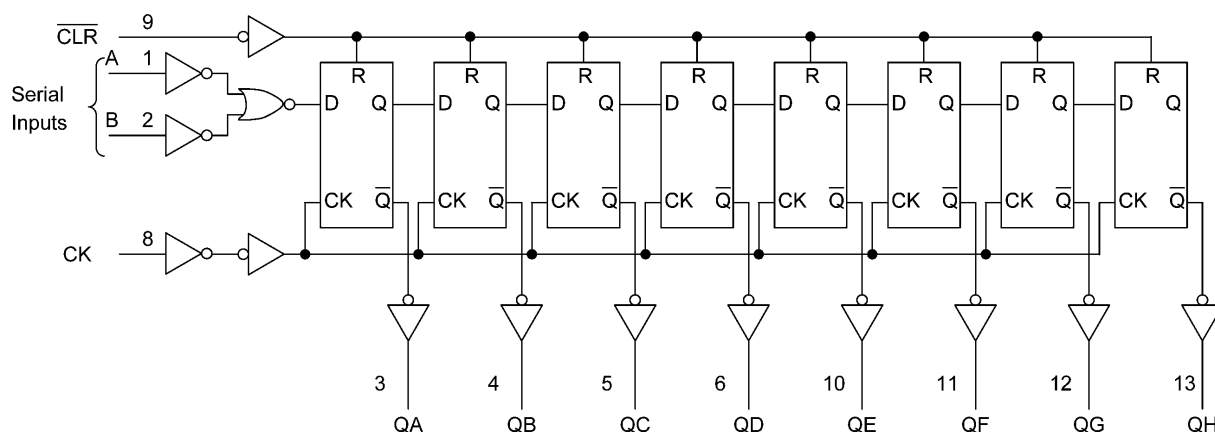 CLR 9
A 1
Serial
Inputs
B 2
R R R R R R R R
D Q D Q D Q D Q D Q D Q D Q D Q
CK Q CK Q CK Q CK Q CK Q CK Q CK Q CK Q
CK 8
3 4 5 6 10 11 12 13
QA QB QC QD QE QF QG QH